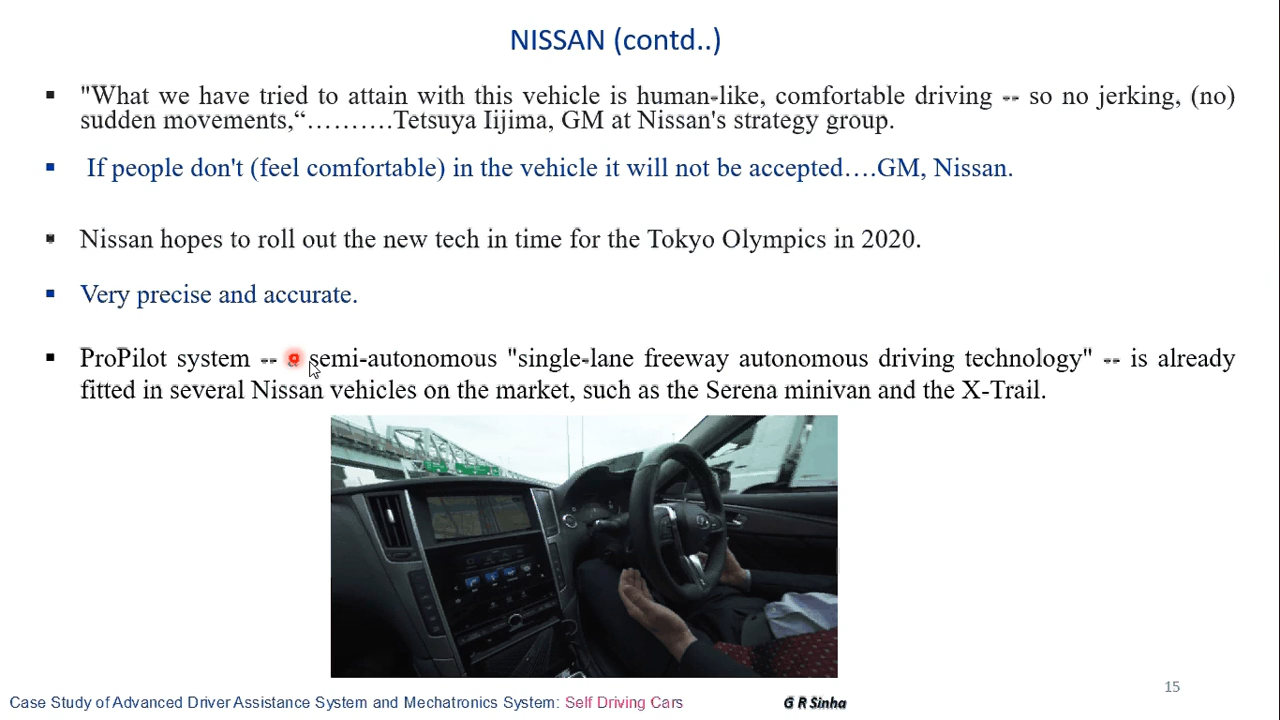 NISSAN (contd..)
▪ "What we have tried to attain with this vehicle is human-like, comfortable driving -- so no jerking, (no)
sudden movements,“……….Tetsuya Iijima, GM at Nissan's strategy group.
▪ If people don't (feel comfortable) in the vehicle it will not be accepted….GM, Nissan.
▪ Nissan hopes to roll out the new tech in time for the Tokyo Olympics in 2020.
▪ Very precise and accurate.
▪ ProPilot system -- a semi-autonomous "single-lane freeway autonomous driving technology" -- is already
fitted in several Nissan vehicles on the market, such as the Serena minivan and the X-Trail.
15
Case Study of Advanced Driver Assistance System and Mechatronics System: Self Driving Cars
G R Sinha